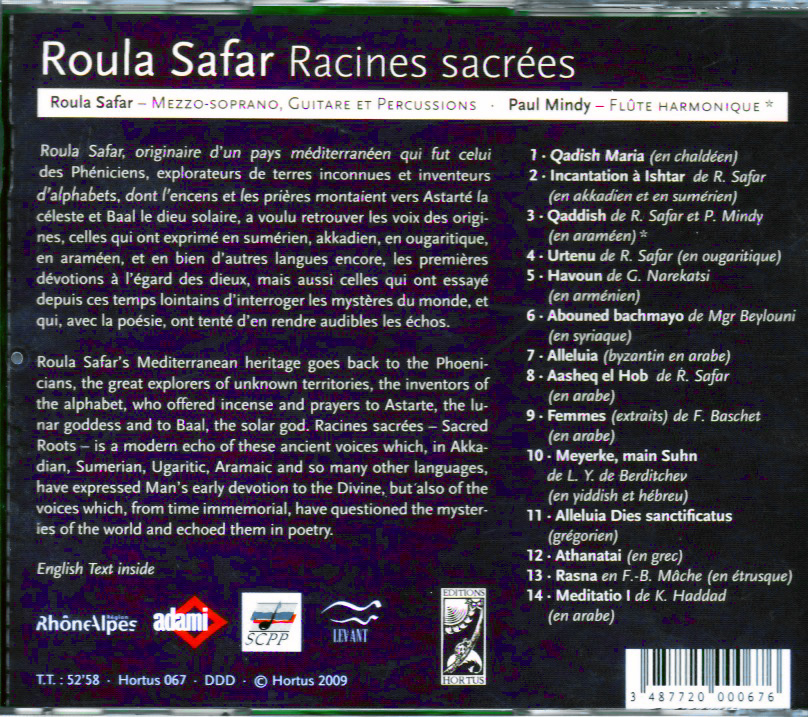 Roula Safar Racines sacrées
Roula Safar – Mezzo-soprano, Guitare et Percussions · Paul Mindy – Flûte harmonique *
Roula Safar, originaire d'un pays méditerranéen qui fut celui
des Phéniciens, explorateurs de terres inconnues et inventeurs
d'alphabets, dont l'encens et les prières montaient vers Astarté la
céleste et Baal le dieu solaire, a voulu retrouver les voix des origi-
nes, celles qui ont exprimé en sumérien, akkadien, en ougaritique,
en araméen, et en bien d'autres langues encore, les premières
dévotions à l'égard des dieux, mais aussi celles qui ont essayé
depuis ces temps lointains d'interroger les mystères du monde, et
qui, avec la poésie, ont tenté d'en rendre audibles les échos.
Roula Safar's Mediterranean heritage goes back to the Phoeni-
cians, the great explorers of unknown territories, the inventors of
the alphabet, who offered incense and prayers to Astarte, the lu-
nar goddess and to Baal, the solar god. Racines sacrées – Sacred
Roots – is a modern echo of these ancient voices which, in Akka-
dian, Sumerian, Ugaritic, Aramaic and so many other languages,
have expressed Man's early devotion to the Divine, but also of the
voices which, from time immemorial, have questioned the myster-
ies of the world and echoed them in poetry.
English Text inside
1 · Qadish Maria (en chaldéen)
2 · Incantation à Ishtar de R. Safar
(en akkadien et en sumérien)
3 · Qaddish de R. Safar et P. Mindy
(en araméen) *
4 · Urtenu de R. Safar (en ougaritique)
5 · Havoun de G. Narekatsi
(en arménien)
6 · Abouned bachmayo de Mgr Beylouni
(en syriaque)
7 · Alleluia (byzantin en arabe)
8 · Aasheq el Hob de R. Safar
(en arabe)
9 · Femmes (extraits) de F. Baschet
(en arabe)
10 · Meyerke, main Suhn
de L. Y. de Berditchev
(en yiddish et hébreu)
11 · Alleluia Dies sanctificatus
(grégorien)
12 · Athanatai (en grec)
13 · Rasna en F.-B. Mâche (en étrusque)
14 · Meditatio I de K. Haddad
(en arabe)
RhôneAlpes Région
adami
SCPP
LEVANT
EDITIONS
HORTUS
T.T. : 52'58 · Hortus 067 · DDD · © Hortus 2009
3 487720 000676